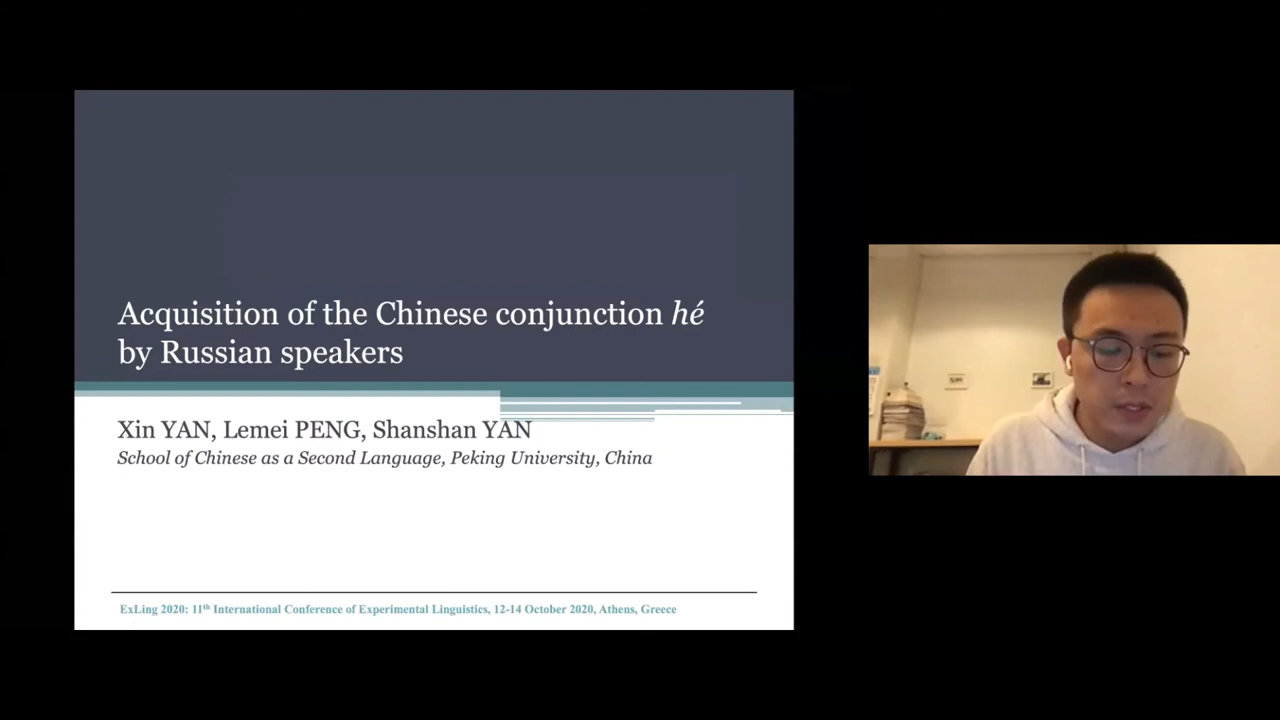 Acquisition of the Chinese conjunction hé
by Russian speakers
Xin YAN, Lemei PENG, Shanshan YAN
School of Chinese as a Second Language, Peking University, China
ExLing 2020: 11th International Conference of Experimental Linguistics, 12-14 October 2020, Athens, Greece